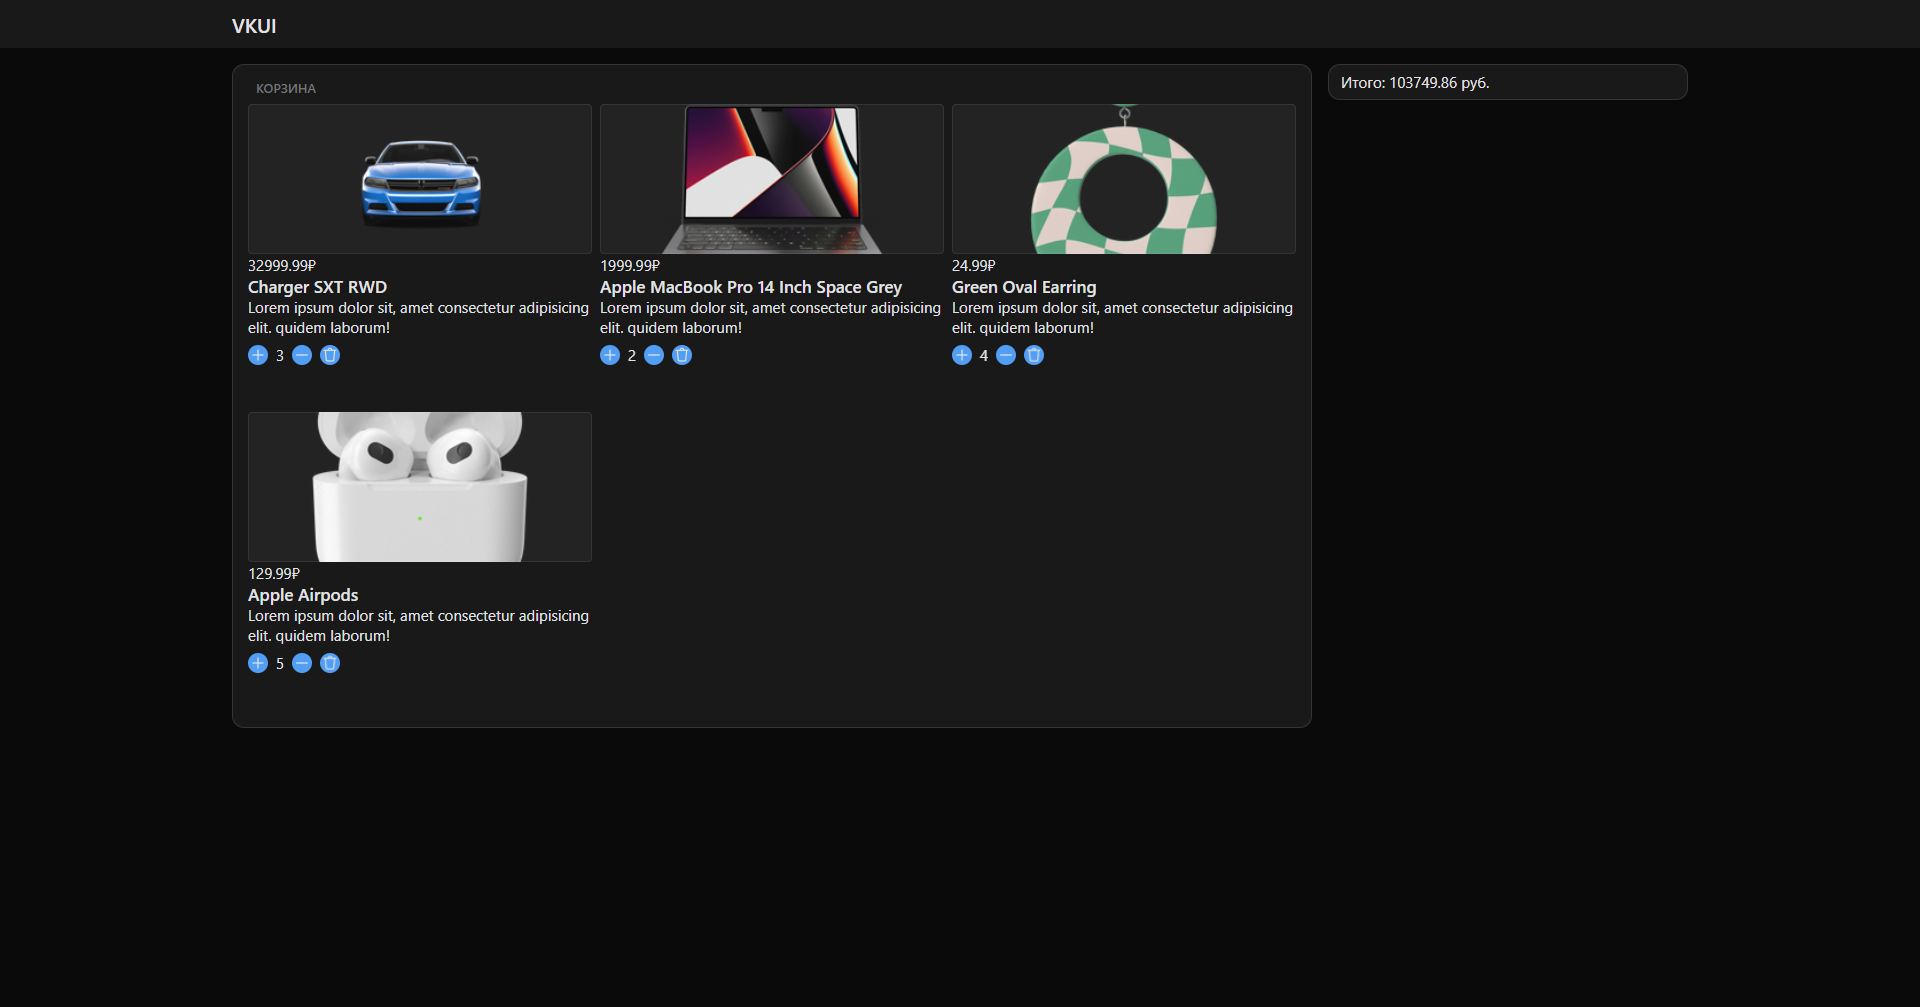 VKUI
КОРЗИНА
Итого: 103749.86 руб.
32999.99₽
Charger SXT RWD
Lorem ipsum dolor sit, amet consectetur adipisicing
elit. quidem laborum!
3
1999.99₽
Apple MacBook Pro 14 Inch Space Grey
Lorem ipsum dolor sit, amet consectetur adipisicing
elit. quidem laborum!
2
24.99₽
Green Oval Earring
Lorem ipsum dolor sit, amet consectetur adipisicing
elit. quidem laborum!
4
129.99₽
Apple Airpods
Lorem ipsum dolor sit, amet consectetur adipisicing
elit. quidem laborum!
5